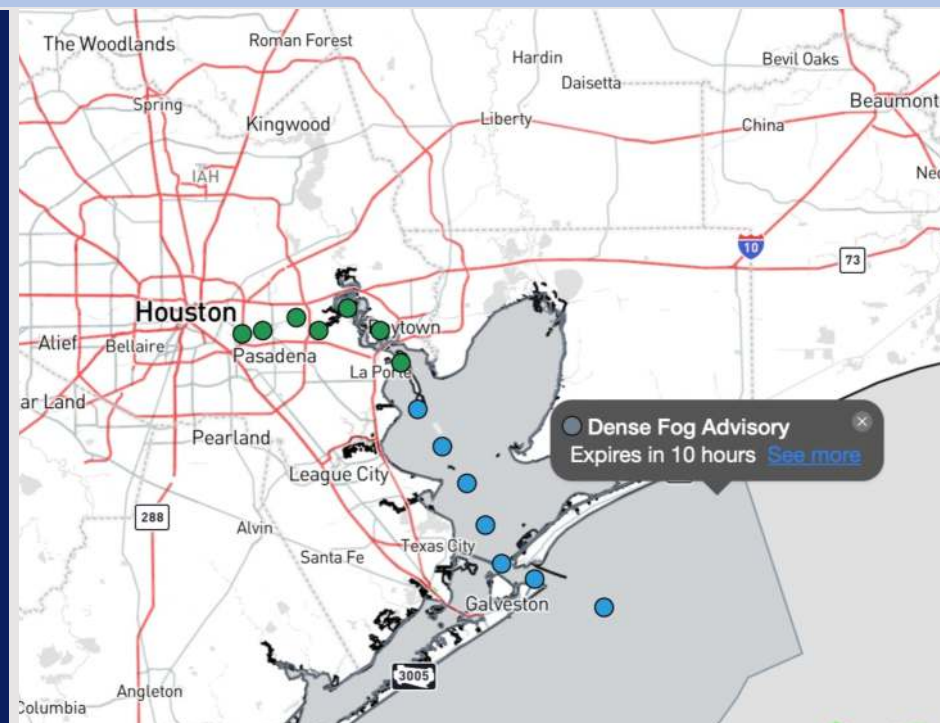 The Woodlands
Roman Forest
Hardin
Bevil Oaks
Daisetta
Spring
Beaumont
Kingwood
Liberty
China
IAH
10
73
Houston
Baytown
Alief
Bellaire
Pasadena
La Porte
ar Land
Dense Fog Advisory
Expires in 10 hours See more
Pearland
League City
288
Alvin
Texas City
Santa Fe
Galveston
3005
Angleton
Columbia